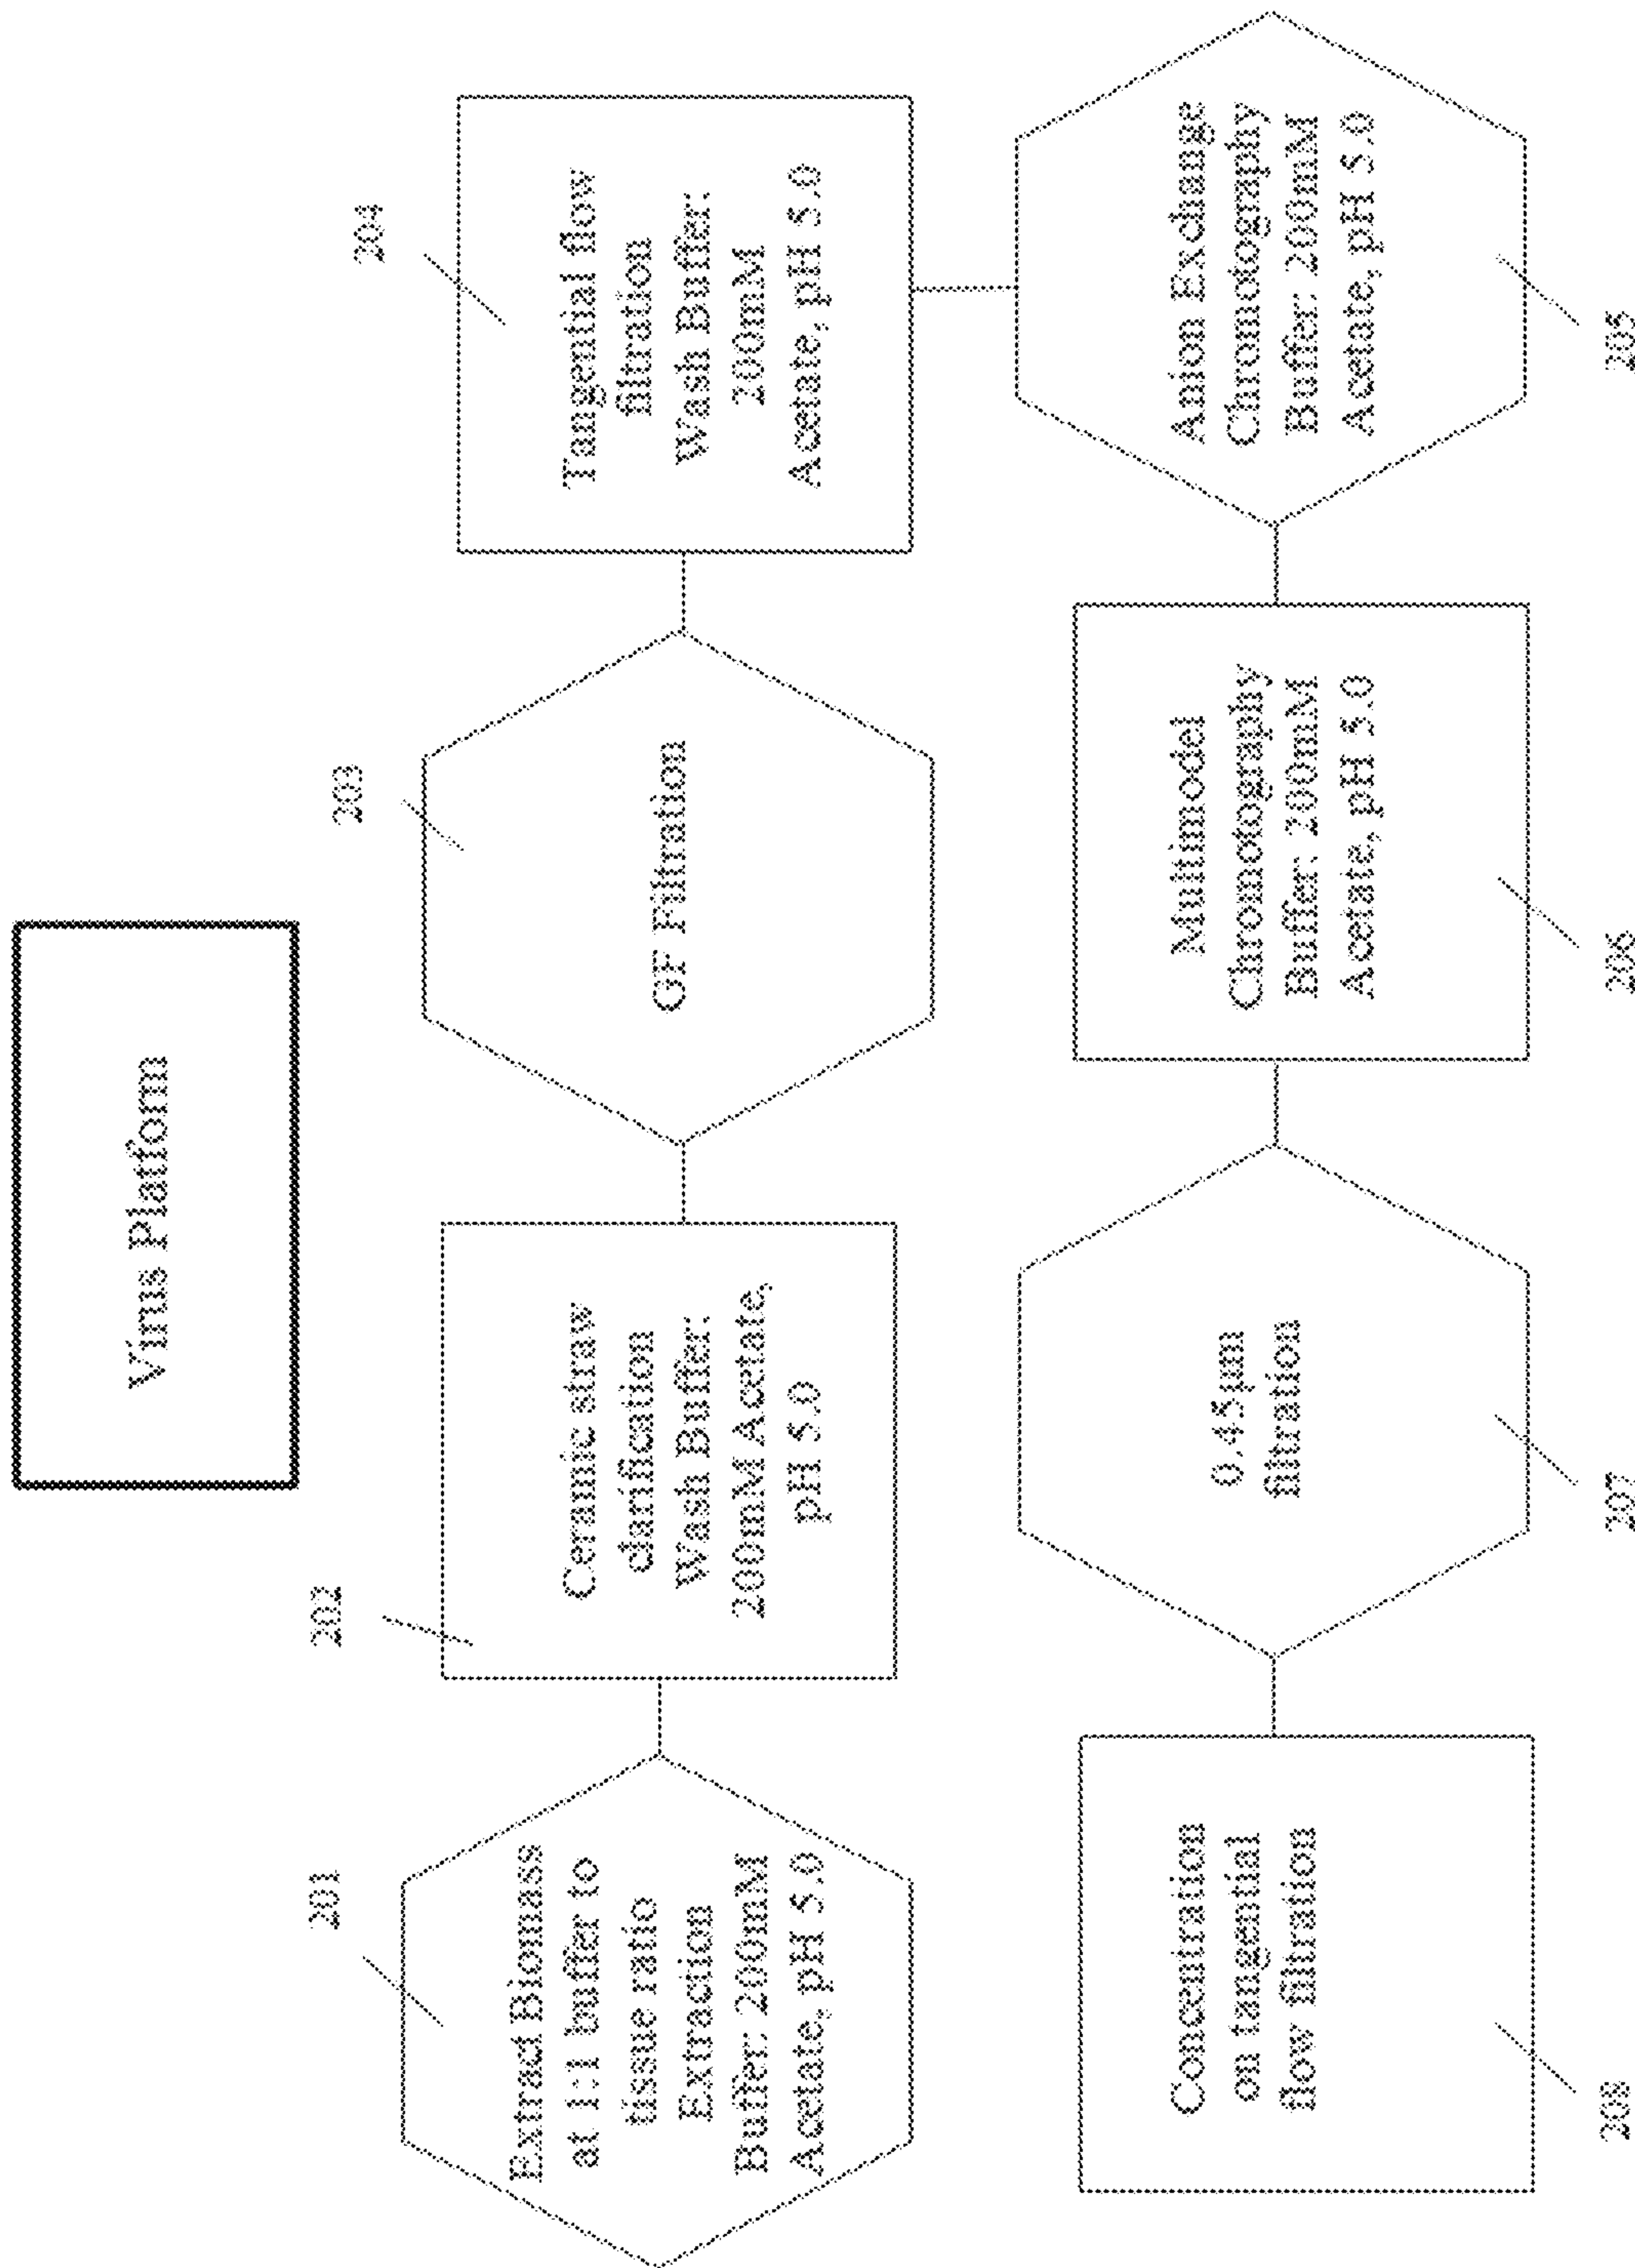 Virus Platform
201
Extract Biomass
at 1:1 buffer to
tissue ratio
Extraction
Buffer: 200mM
Acetate, pH 5.0
202
Ceramic straw
clarification
Wash Buffer:
200mM Acetate,
pH 5.0
203
GF Filtration
204
Tangential flow
filtration
Wash Buffer:
200mM
Acetate, pH 5.0
Anion Exchange
Chromotography
Buffer: 200mM
Acetate, pH 5.0
205
Multimodel
Chromotography
Buffer: 200mM
Acetate, pH 5.0
206
0.45µm
filtration
207
Concentration
on tangential
flow filtration
208